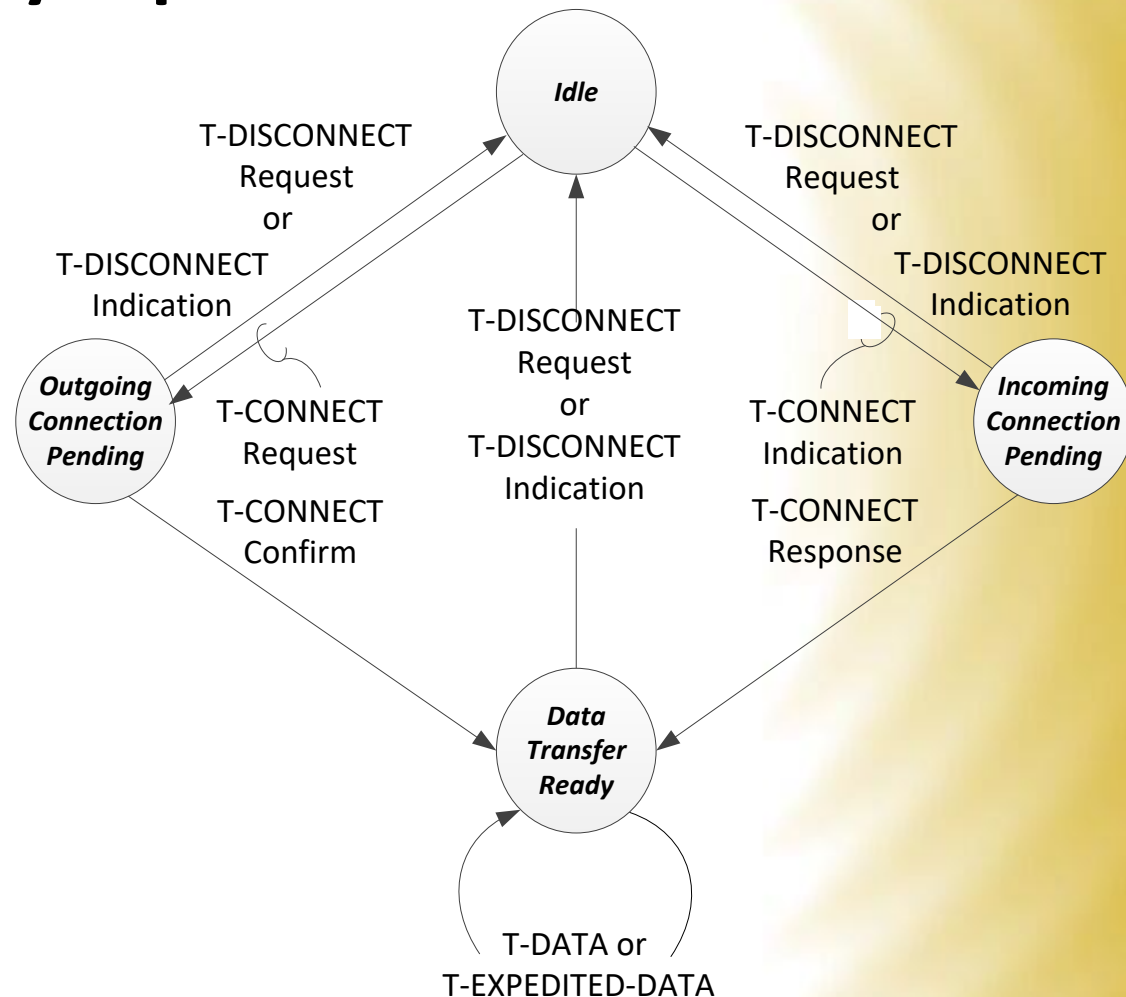 Idle
T-DISCONNECT
Request
or
T-DISCONNECT
Indication
T-DISCONNECT
Request
or
T-DISCONNECT
Indication
T-DISCONNECT
Request
or
T-DISCONNECT
Indication
Outgoing
Connection
Pending
T-CONNECT
Request
T-CONNECT
Confirm
T-CONNECT
Indication
T-CONNECT
Response
Incoming
Connection
Pending
Data
Transfer
Ready
T-DATA or
T-EXPEDITED-DATA